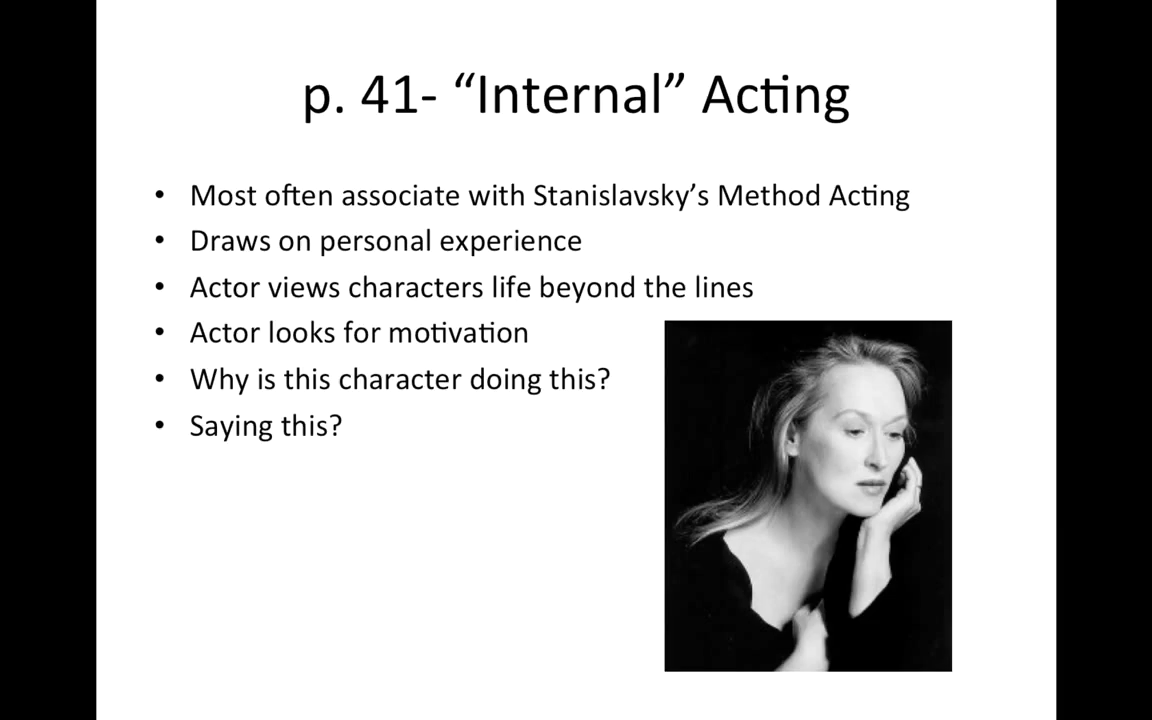 p. 41- “Internal” Acting
• Most often associate with Stanislavsky’s Method Acting
• Draws on personal experience
• Actor views characters life beyond the lines
• Actor looks for motivation
• Why is this character doing this?
• Saying this?